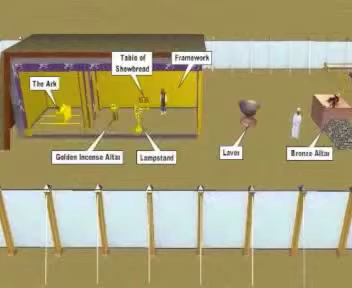 Table of
Showbread
Framework
The Ark
Golden Incense Altar
Lampstand
Laver
Bronze Altar